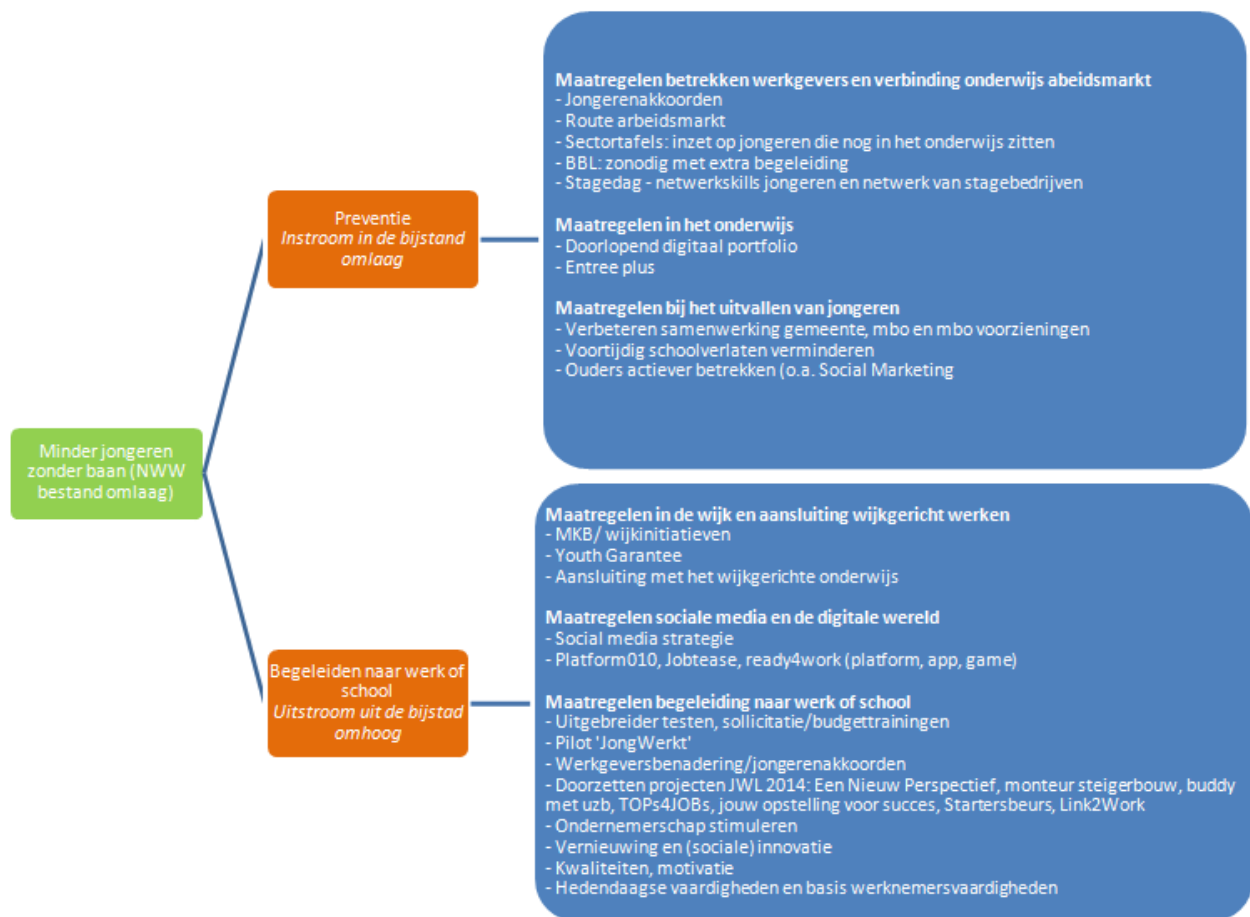 Minder jongeren
zonder baan (NWW
bestand omlaag)
Preventie
Instroom in de bijstand
omlaag
Maatregelen betrekken werkgevers en verbinding onderwijs abeidsmarkt
- Jongerenakkoorden
- Route arbeidsmarkt
- Sectortafels: inzet op jongeren die nog in het onderwijs zitten
- BBL: zonodig met extra begeleiding
- Stagedag - netwerkskills jongeren en netwerk van stagebedrijven
Maatregelen in het onderwijs
- Doorlopend digitaal portfolio
- Entree plus
Maatregelen bij het uitvallen van jongeren
- Verbeteren samenwerking gemeente, mbo en mbo voorzieningen
- Voortijdig schoolverlaten verminderen
- Ouders actiever betrekken (o.a. Social Marketing
Begeleiden naar werk of
school
Uitstroom uit de bijstad
omhoog
Maatregelen in de wijk en aansluiting wijkgericht werken
- MKB/ wijkinitiatieven
- Youth Garantee
- Aansluiting met het wijkgerichte onderwijs
Maatregelen sociale media en de digitale wereld
- Social media strategie
- Platform010, Jobtease, ready4work (platform, app, game)
Maatregelen begeleiding naar werk of school
- Uitgebreider testen, sollicitatie/budgettrainingen
- Pilot 'JongWerkt'
- Werkgeversbenadering/jongerenakkoorden
- Doorzetten projecten JWL 2014: Een Nieuw Perspectief, monteur steigerbouw, buddy
met uzb, TOPs4JOBs, jouw opstelling voor succes, Startersbeurs, Link2Work
- Ondernemerschap stimuleren
- Vernieuwing en (sociale) innovatie
- Kwaliteiten, motivatie
- Hedendaagse vaardigheden en basis werknemersvaardigheden